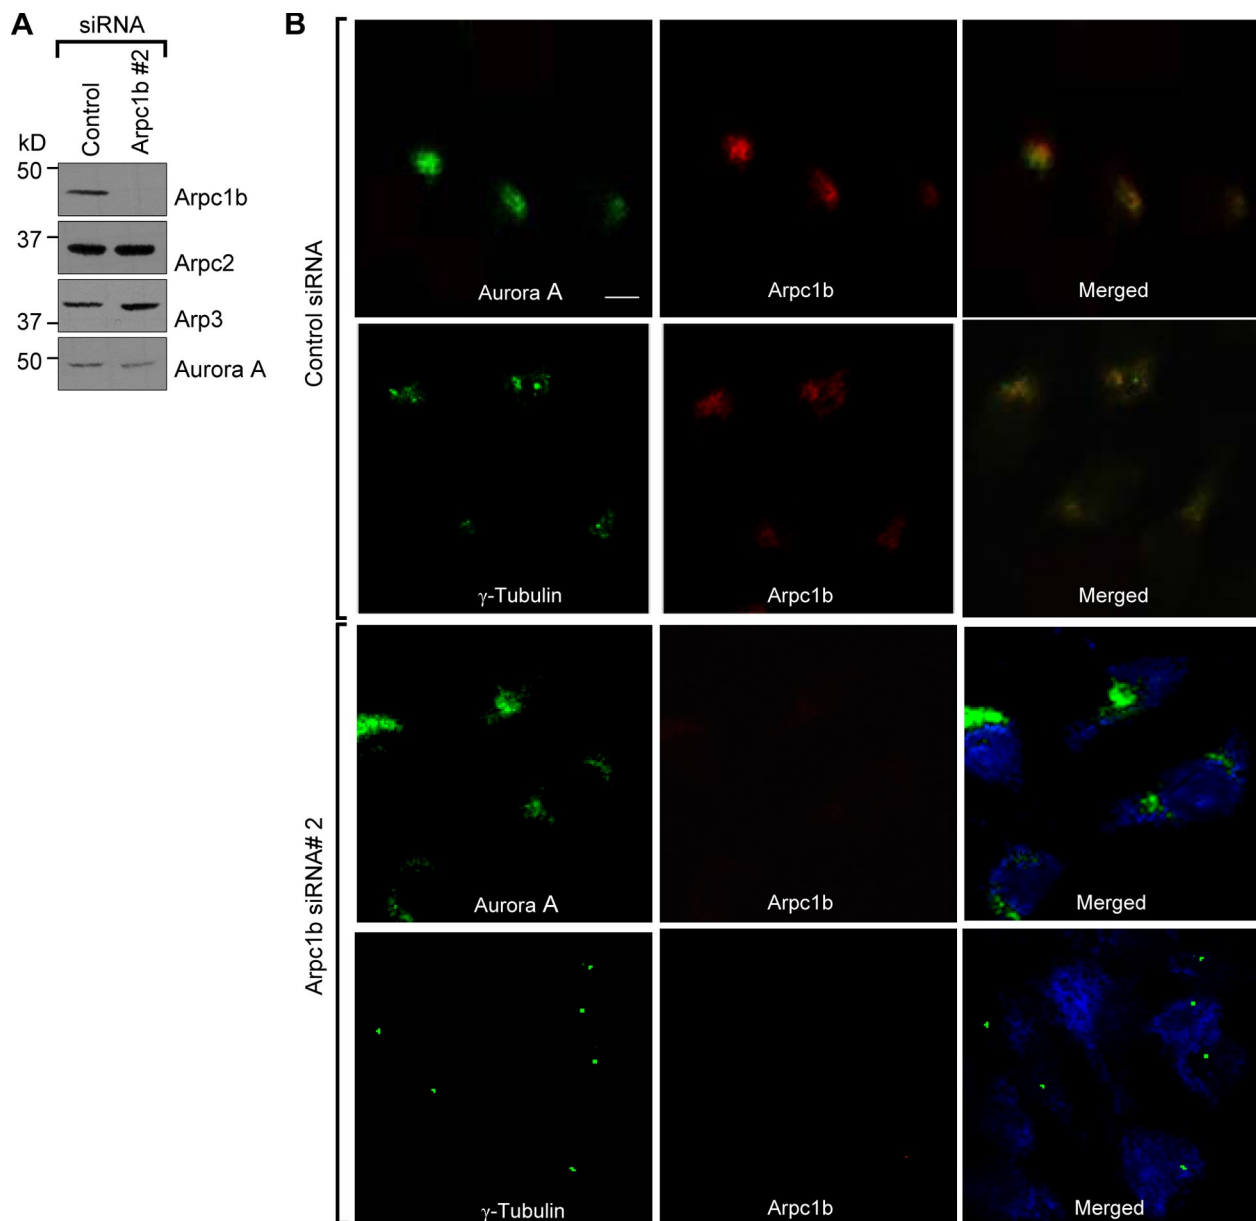 A
siRNA
Control
Arpc1b #2
kD
50
Arpc1b
37
Arpc2
Arp3
37
50
Aurora A
B
Control siRNA
Aurora A
Arpc1b
Merged
γ-Tubulin
Arpc1b
Merged
Arpc1b siRNA# 2
Aurora A
Arpc1b
Merged
γ-Tubulin
Arpc1b
Merged